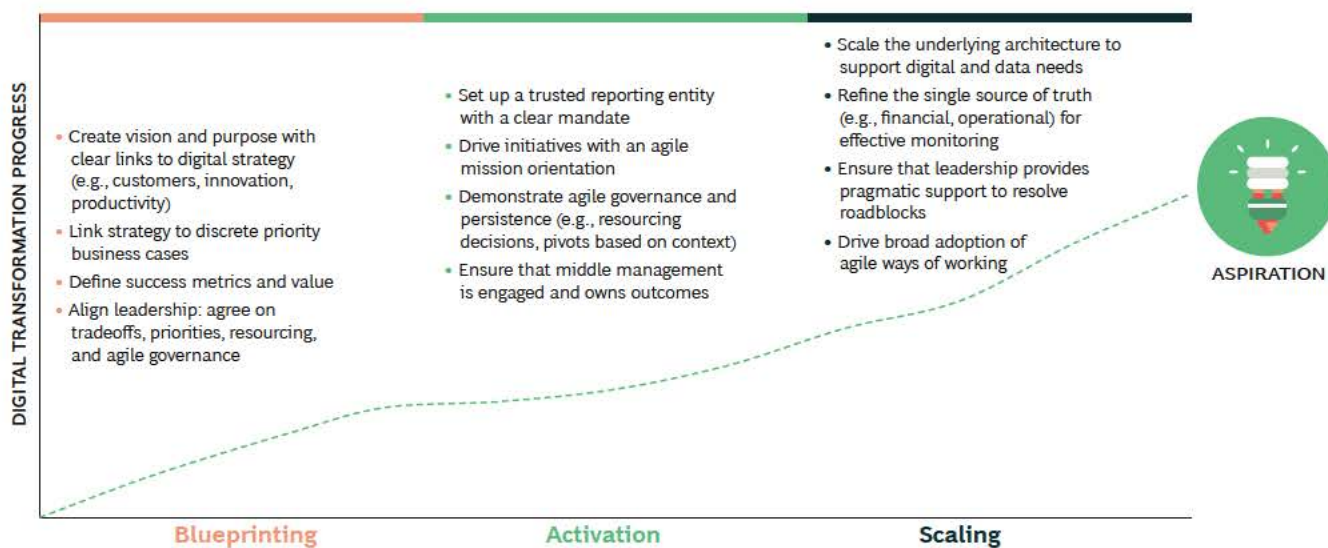 DIGITAL TRANSFORMATION PROGRESS
• Create vision and purpose with
clear links to digital strategy
(e.g., customers, innovation,
productivity)
• Link strategy to discrete priority
business cases
• Define success metrics and value
• Align leadership: agree on
tradeoffs, priorities, resourcing,
and agile governance
• Set up a trusted reporting entity
with a clear mandate
• Drive initiatives with an agile
mission orientation
• Demonstrate agile governance and
persistence (e.g., resourcing
decisions, pivots based on context)
• Ensure that middle management
is engaged and owns outcomes
• Scale the underlying architecture to
support digital and data needs
• Refine the single source of truth
(e.g., financial, operational) for
effective monitoring
• Ensure that leadership provides
pragmatic support to resolve
roadblocks
• Drive broad adoption of
agile ways of working
ASPIRATION
Blueprinting
Activation
Scaling